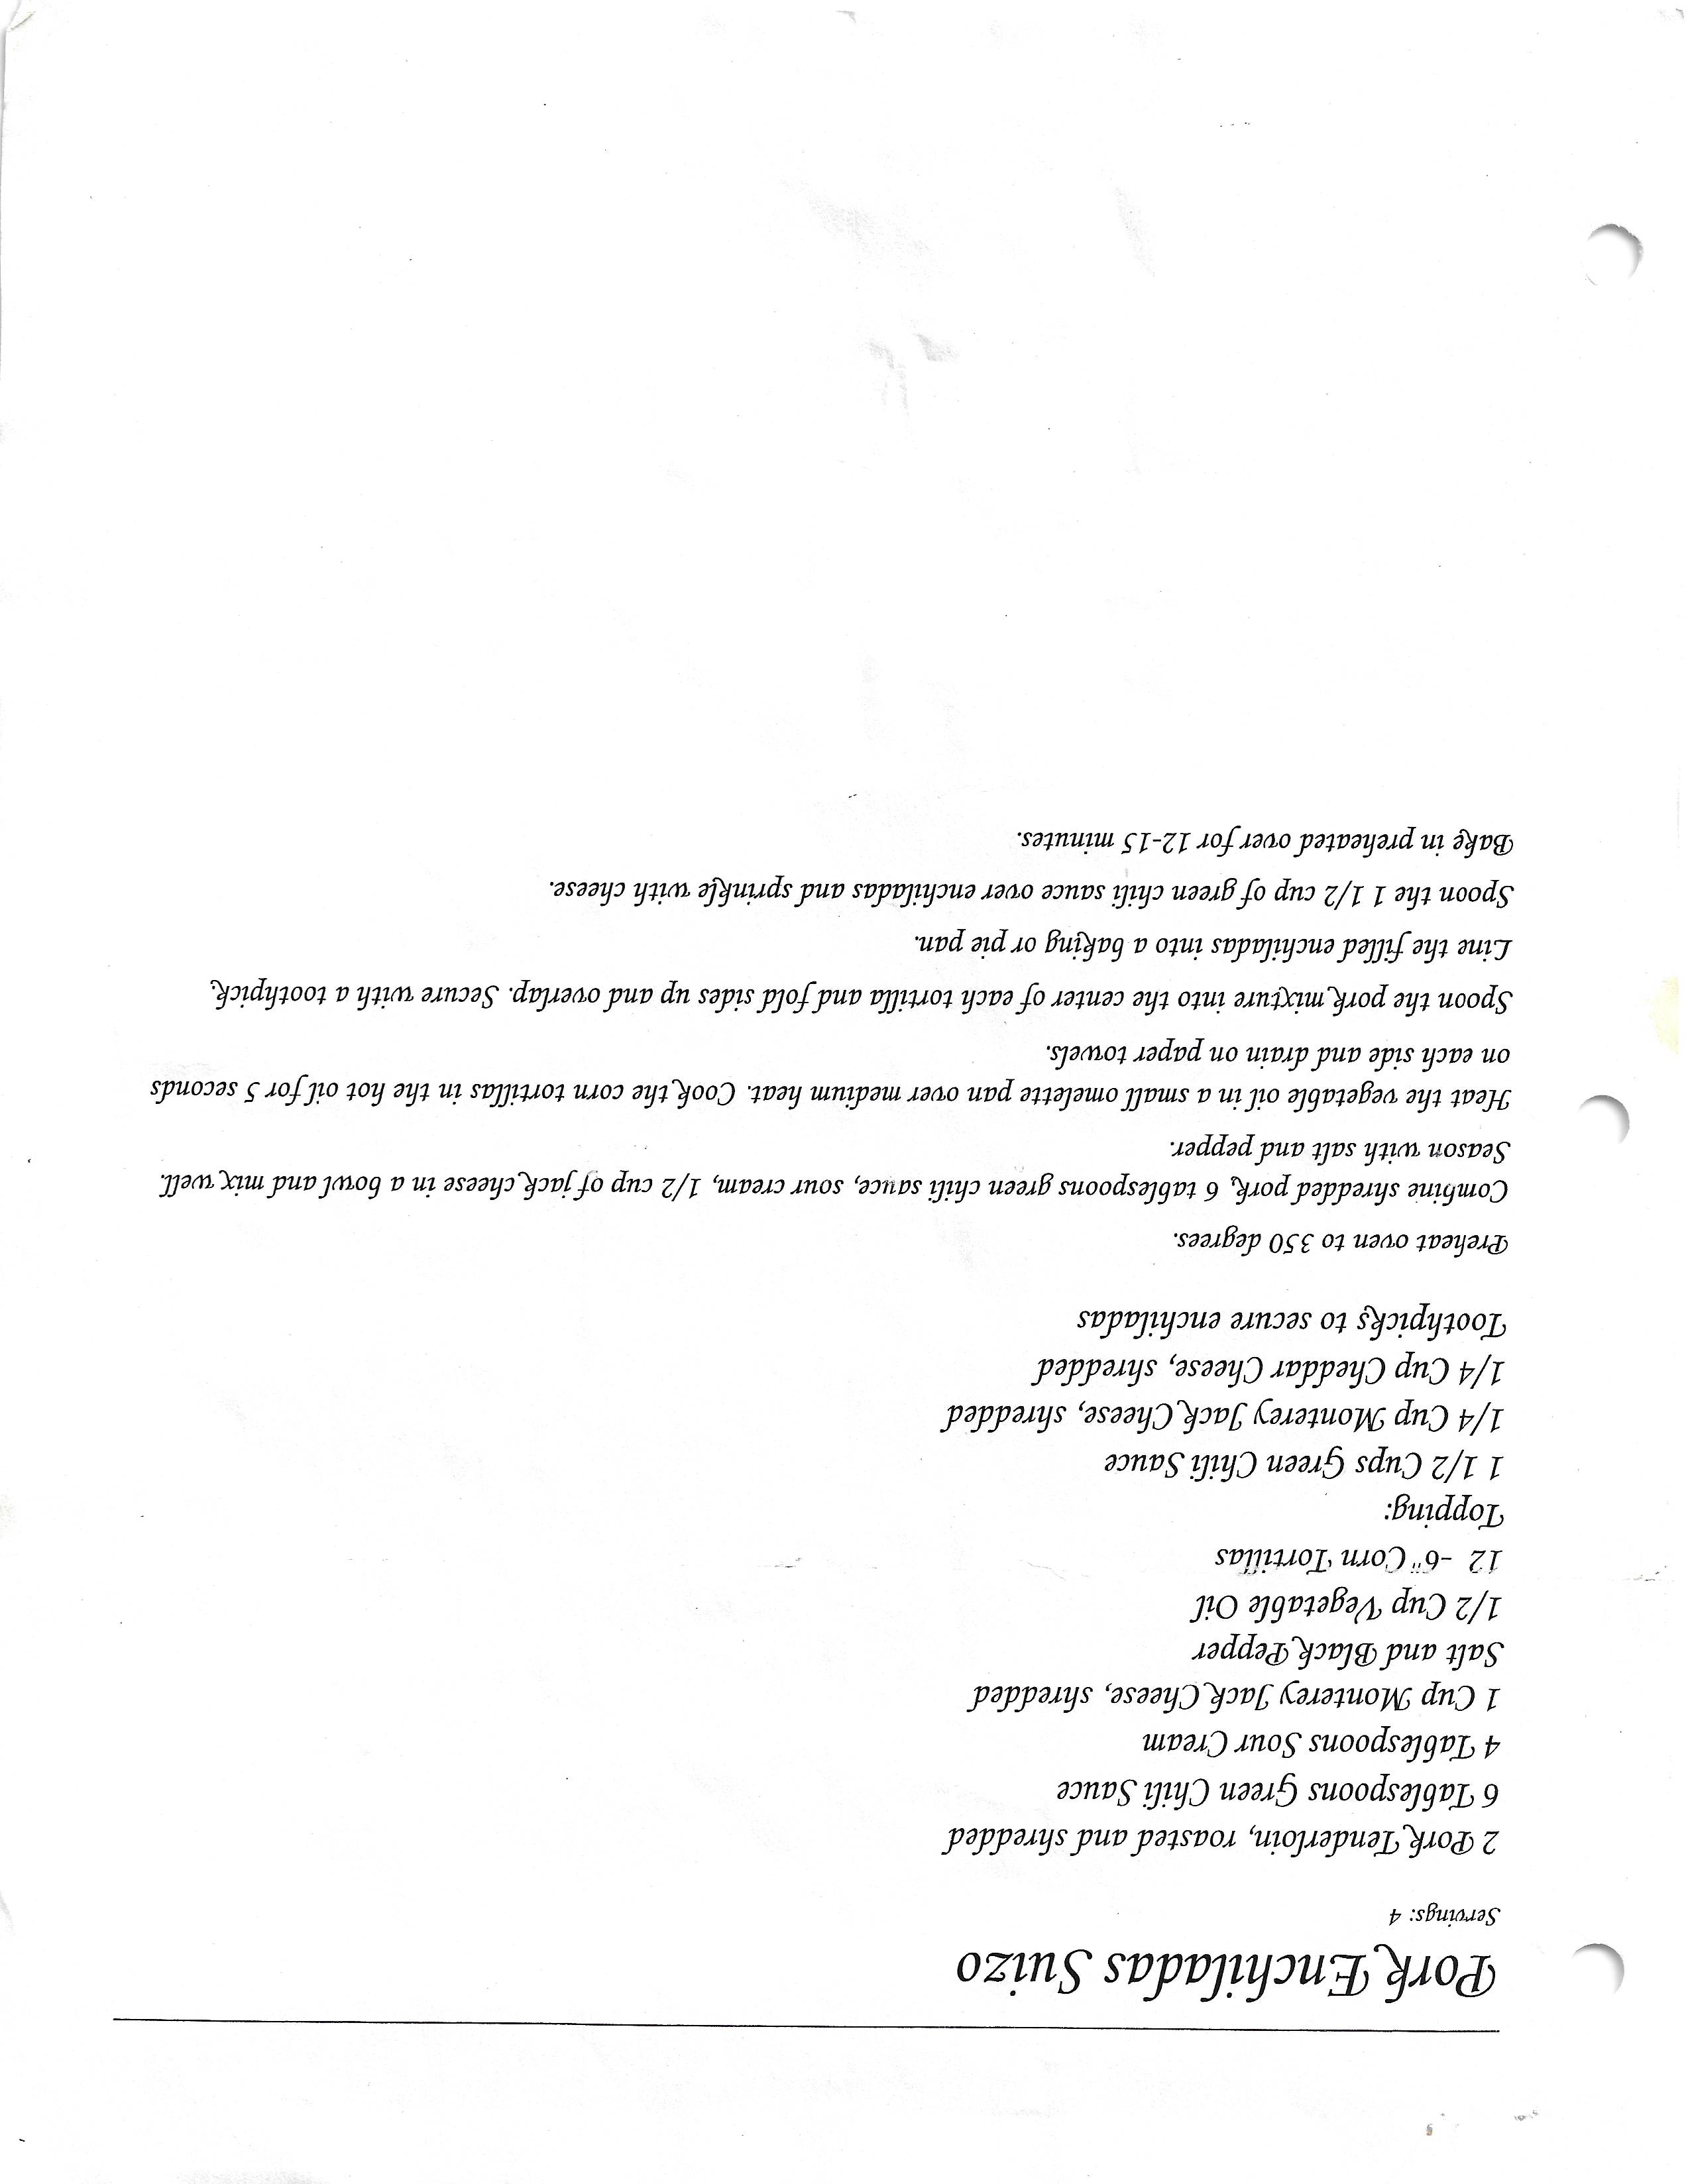 Pork Enchiladas Suizo
Servings: 4
2 Pork Tenderloin, roasted and shredded
6 Tablespoons Green Chili Sauce
4 Tablespoons Sour Cream
1 Cup Monterey Jack Cheese, shredded
Salt and Black Pepper
1/2 Cup Vegetable Oil
12 -6" Corn Tortillas
Topping:
1 1/2 Cups Green Chili Sauce
1/4 Cup Monterey Jack Cheese, shredded
1/4 Cup Cheddar Cheese, shredded
Toothpicks to secure enchiladas
Preheat oven to 350 degrees.
Combine shredded pork, 6 tablespoons green chili sauce, sour cream, 1/2 cup of jack cheese in a bowl and mix well.
Season with salt and pepper.
Heat the vegetable oil in a small omelette pan over medium heat. Cook the corn tortillas in the hot oil for 5 seconds
on each side and drain on paper towels.
Spoon the pork mixture into the center of each tortilla and fold sides up and overlap. Secure with a toothpick.
Line the filled enchiladas into a baking or pie pan.
Spoon the 1 1/2 cup of green chili sauce over enchiladas and sprinkle with cheese.
Bake in preheated over for 12-15 minutes.